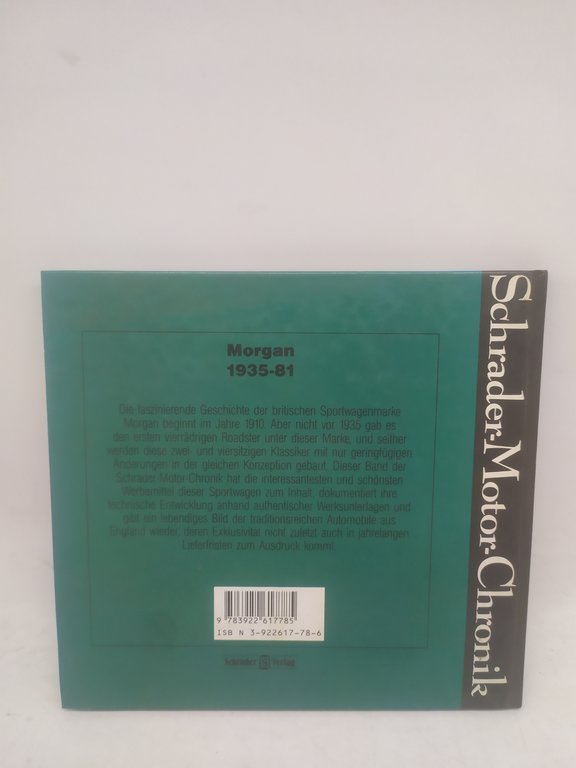 Morgan
1935-81
Die faszinierende Geschichte der britischen Sportwagenmarke
Morgan beginnt im Jahre 1910. Aber nicht vor 1935 gab es
den ersten vierrädrigen Roadster unter dieser Marke, und seither
werden diese zwei- und viersitzigen Klassiker mit nur geringfügigen
Änderungen in der gleichen Konzeption gebaut. Dieser Band der
Schrader-Motor-Chronik hat die interessantesten und schönsten
Werbemittel dieser Sportwagen zum Inhalt, dokumentiert ihre
technische Entwicklung anhand authentischer Werksunterlagen und
gibt ein lebendiges Bild der traditionsreichen Automobile aus
England wieder, deren Exklusivität nicht zuletzt auch in jahrelangen
Lieferfristen zum Ausdruck kommt.
9 783922 617785
ISBN 3-922617-78-6
Schrader S Verlag
Schrader-Motor-Chronik